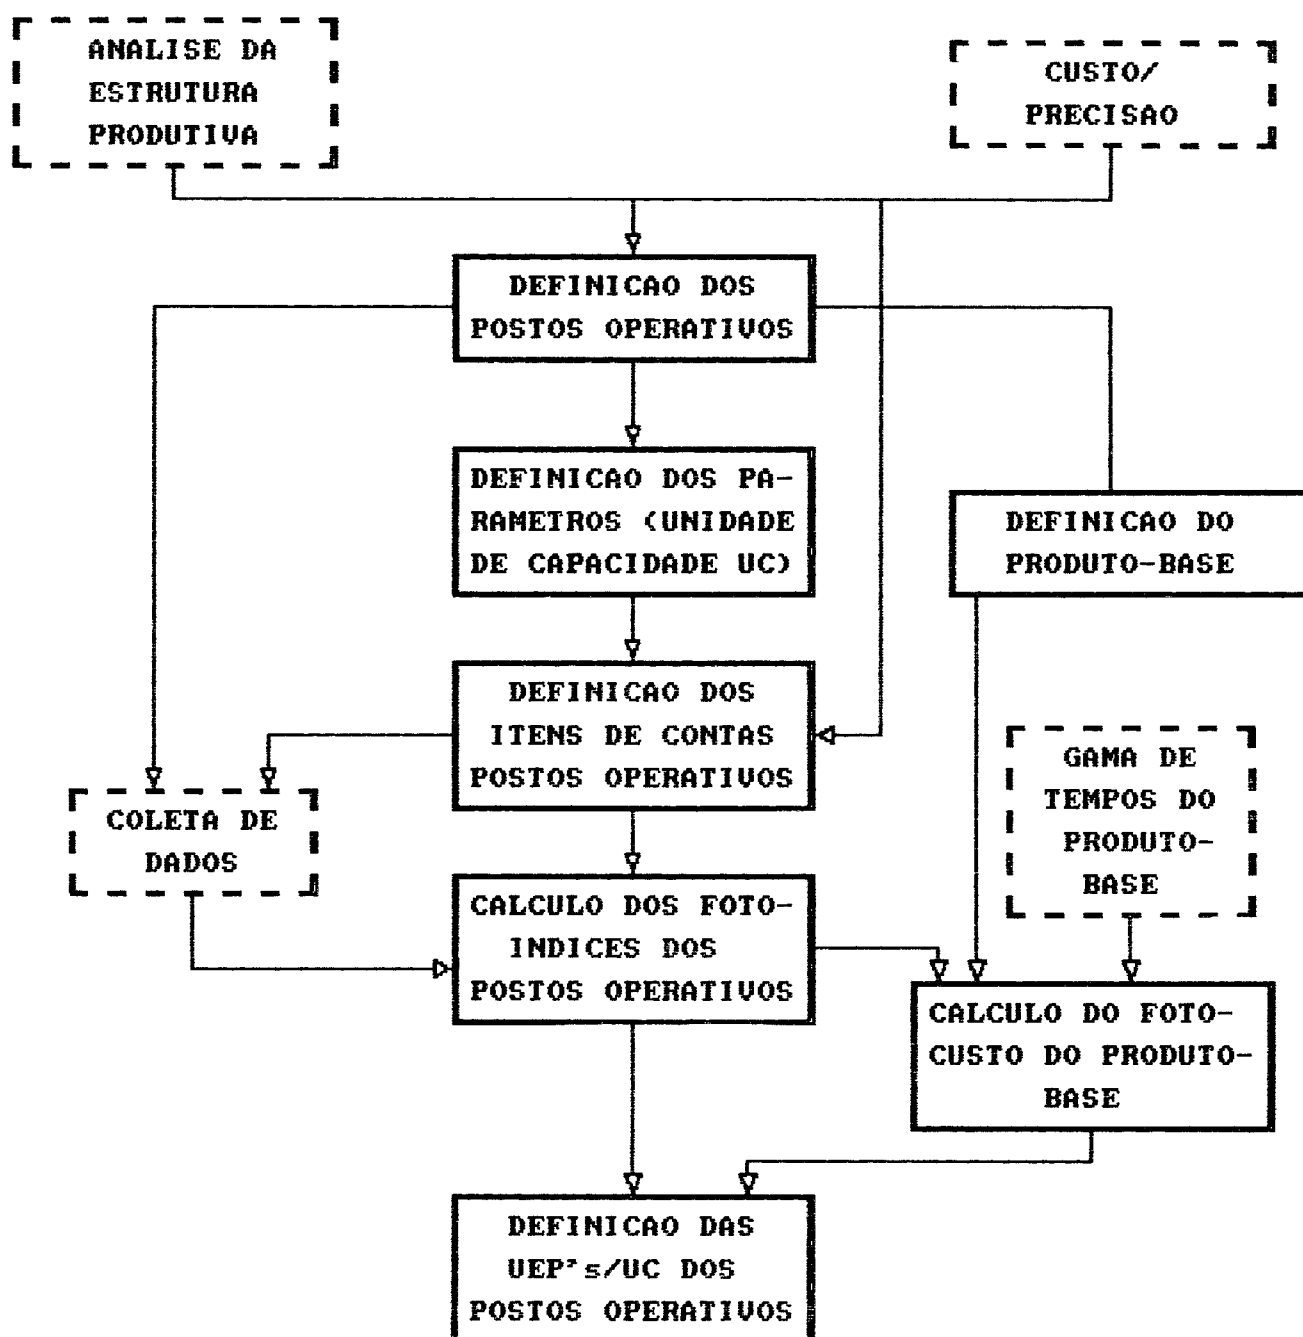 ANALISE DA
ESTRUTURA
PRODUTIVA
CUSTO/
PRECISAO
DEFINICAO DOS
POSTOS OPERATIVOS
DEFINICAO DOS PA-
RAMETROS (UNIDADE
DE CAPACIDADE UC)
DEFINICAO DO
PRODUTO-BASE
DEFINICAO DOS
ITENS DE CONTAS
POSTOS OPERATIVOS
GAMA DE
TEMPOS DO
PRODUTO-
BASE
COLETA DE
DADOS
CALCULO DOS FOTO-
INDICES DOS
POSTOS OPERATIVOS
CALCULO DO FOTO-
CUSTO DO PRODUTO-
BASE
DEFINICAO DAS
UEP's/UC DOS
POSTOS OPERATIVOS